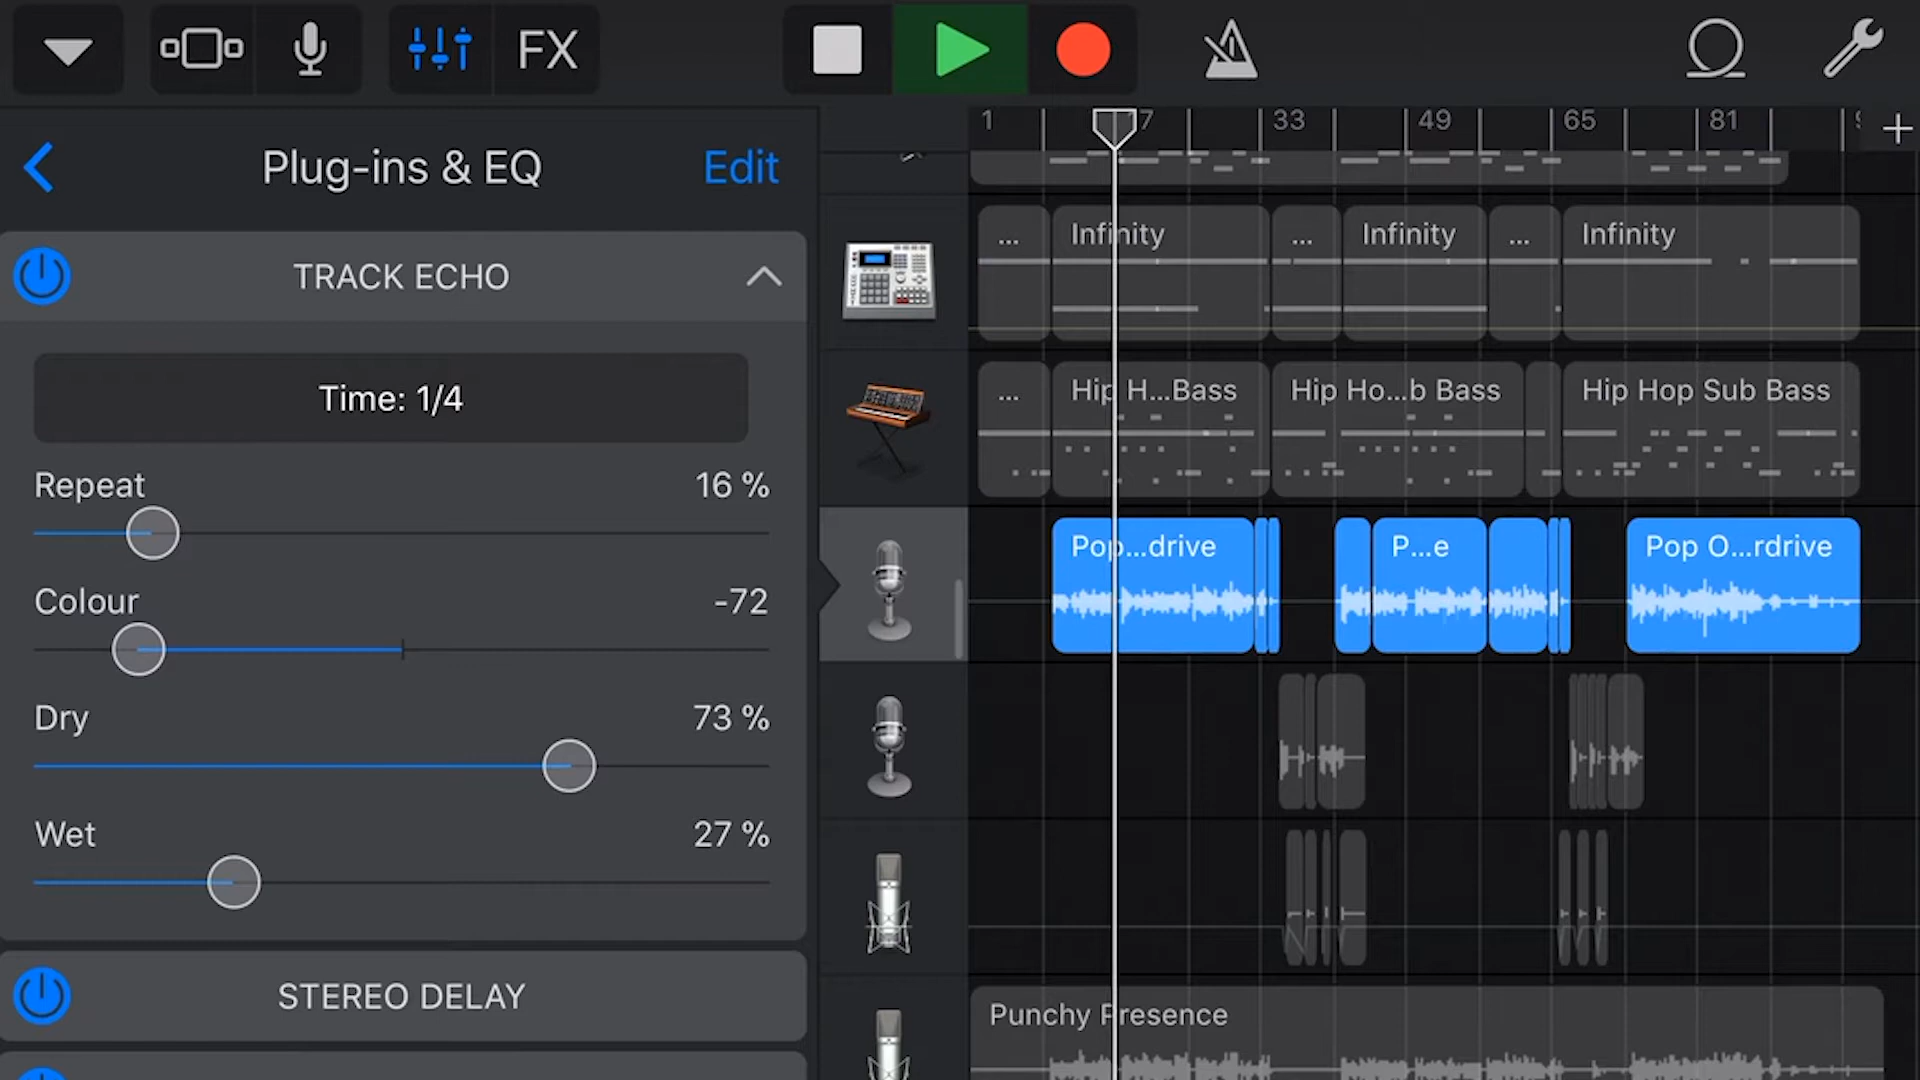 FX
1 33 49 65 81
Plug-ins & EQ
Edit
TRACK ECHO
Time: 1/4
Repeat
16 %
Colour
-72
Dry
73 %
Wet
27 %
STEREO DELAY
... Infinity ... Infinity ... Infinity
... Hip H...Bass Hip Ho...b Bass Hip Hop Sub Bass
Pop...drive P...e Pop O...rdrive
Punchy Presence